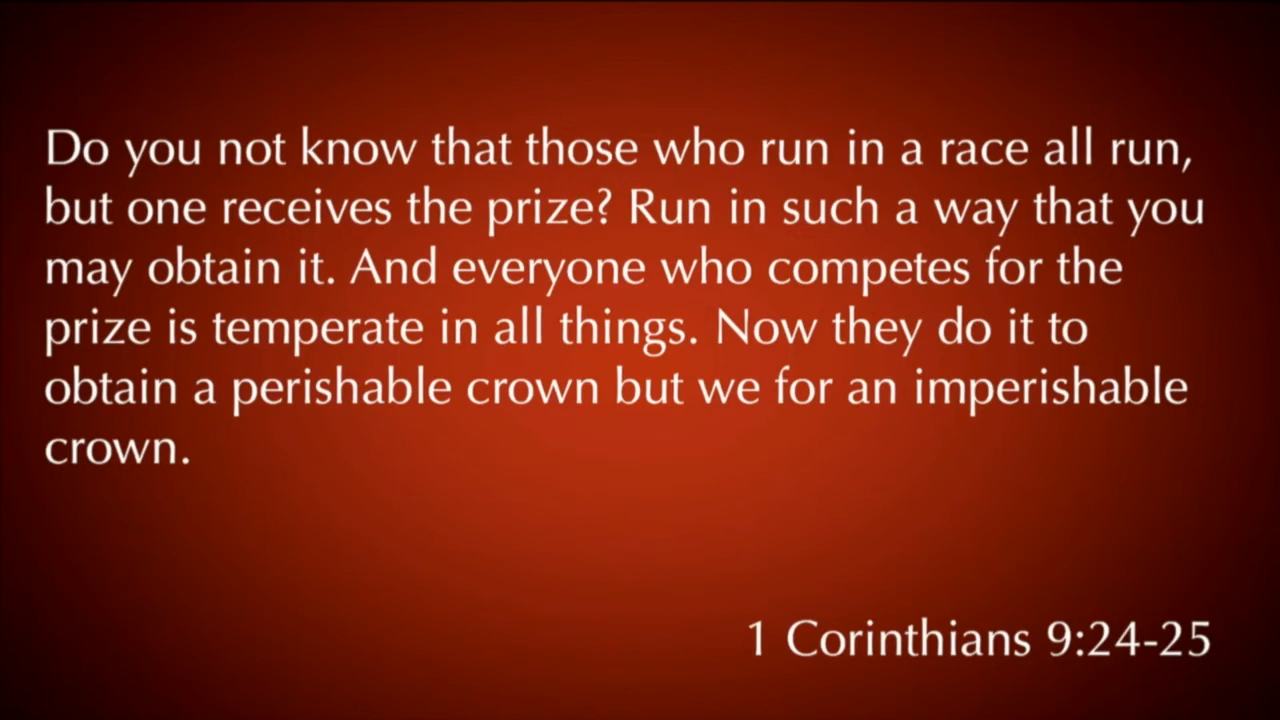 Do you not know that those who run in a race all run,
but one receives the prize? Run in such a way that you
may obtain it. And everyone who competes for the
prize is temperate in all things. Now they do it to
obtain a perishable crown but we for an imperishable
crown.
1 Corinthians 9:24-25